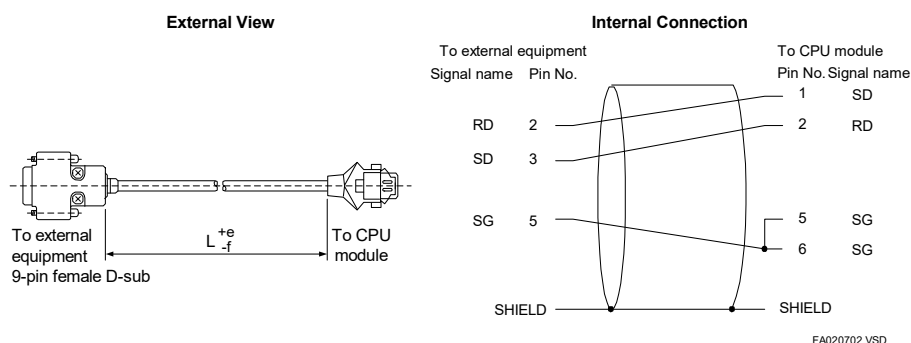 External View
Internal Connection
To external equipment
To CPU module
Signal name Pin No.
Pin No. Signal name
1 SD
RD 2
2 RD
SD 3
SG 5
5 SG
6 SG
To external
equipment
9-pin female D-sub
L +e -f
To CPU
module
SHIELD
SHIELD
FA020702.VSD